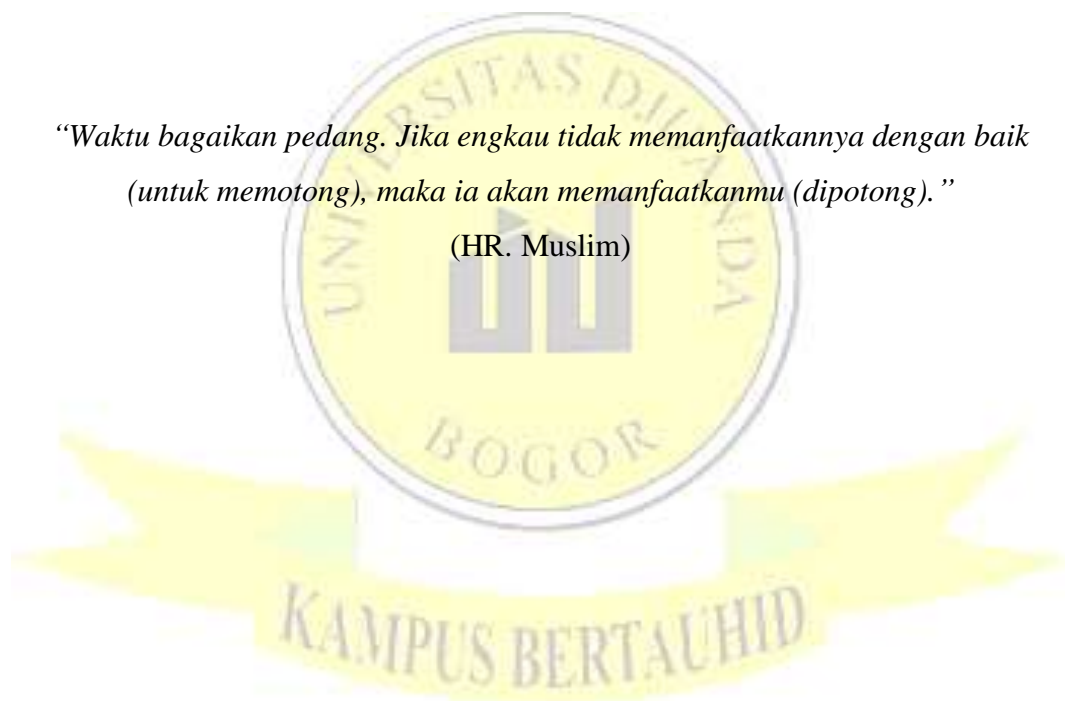 “Waktu bagaikan pedang. Jika engkau tidak memanfaatkannya dengan baik
(untuk memotong), maka ia akan memanfaatkanmu (dipotong).”
(HR. Muslim)
UNIVERSITAS DJUANDA
BOGOR
KAMPUS BERTAUHID